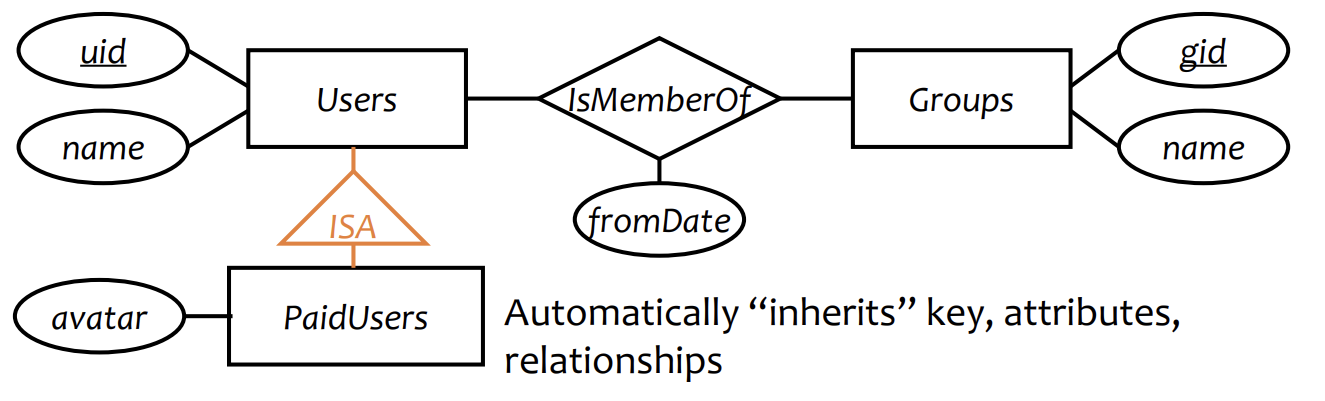 uid
Users
IsMemberOf
Groups
gid
name
name
fromDate
ISA
avatar
PaidUsers
Automatically “inherits” key, attributes,
relationships